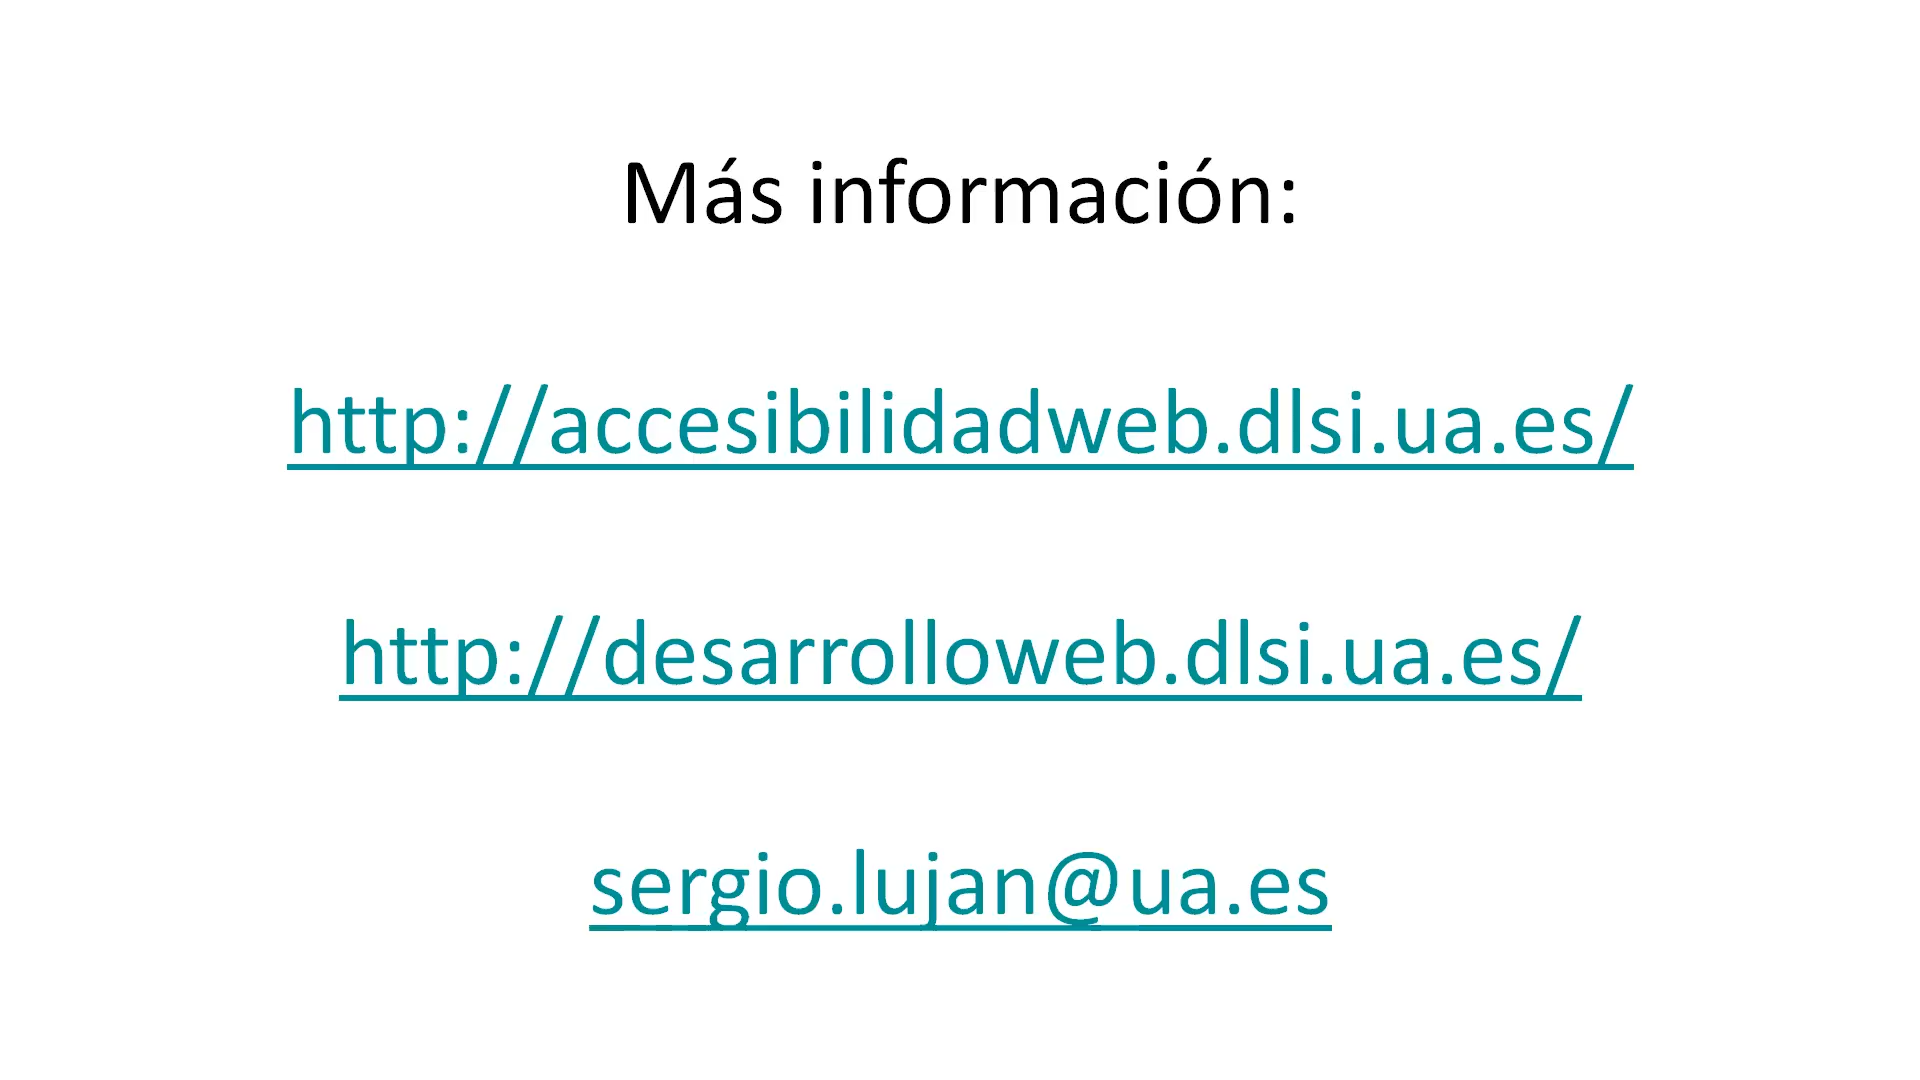 Más información:
http://accesibilidadweb.dlsi.ua.es/
http://desarrolloweb.dlsi.ua.es/
sergio.lujan@ua.es